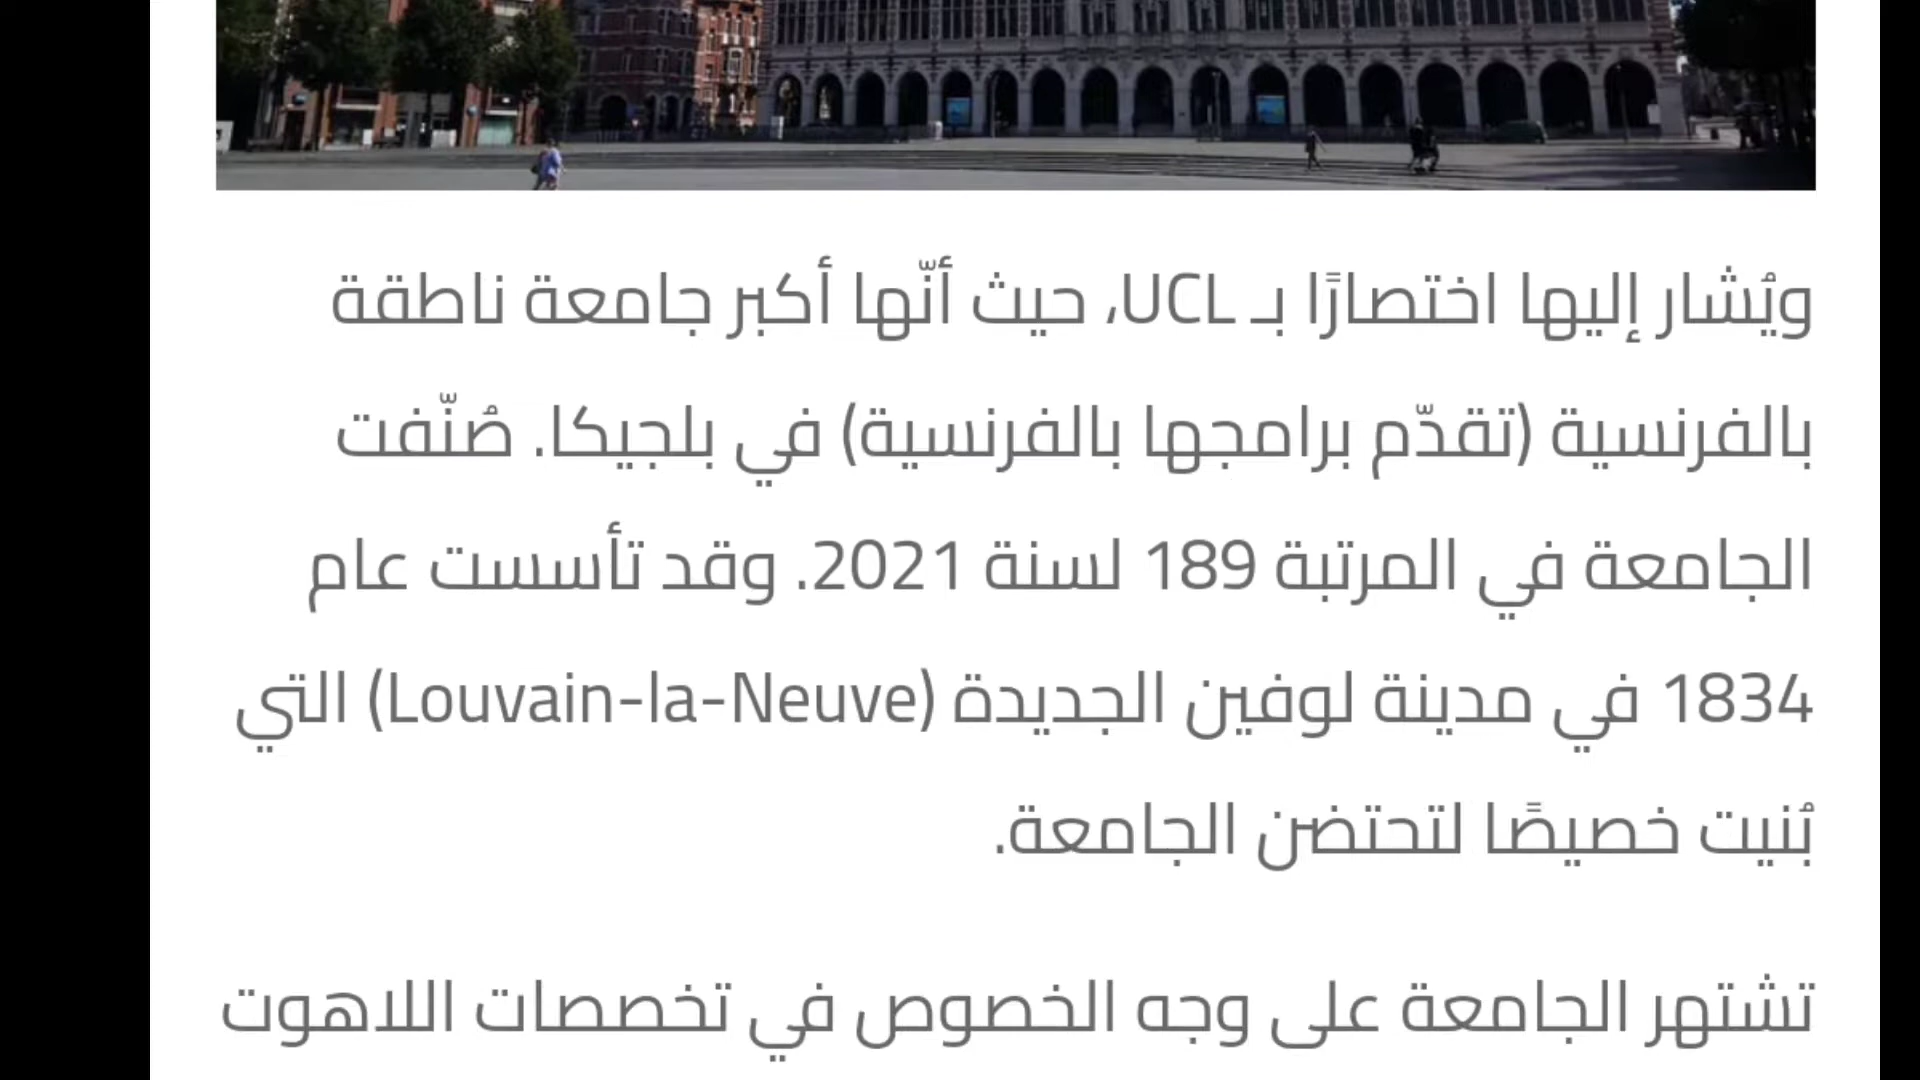 ويُشار إليها اختصارًا بـ UCL، حيث أنّها أكبر جامعة ناطقة
بالفرنسية (تقدّم برامجها بالفرنسية) في بلجيكا. صُنّفت
الجامعة في المرتبة 189 لسنة 2021. وقد تأسست عام
1834 في مدينة لوفين الجديدة (Louvain-la-Neuve) التي
بُنيت خصيصًا لتحتضن الجامعة.
تشتهر الجامعة على وجه الخصوص في تخصصات اللاهوت